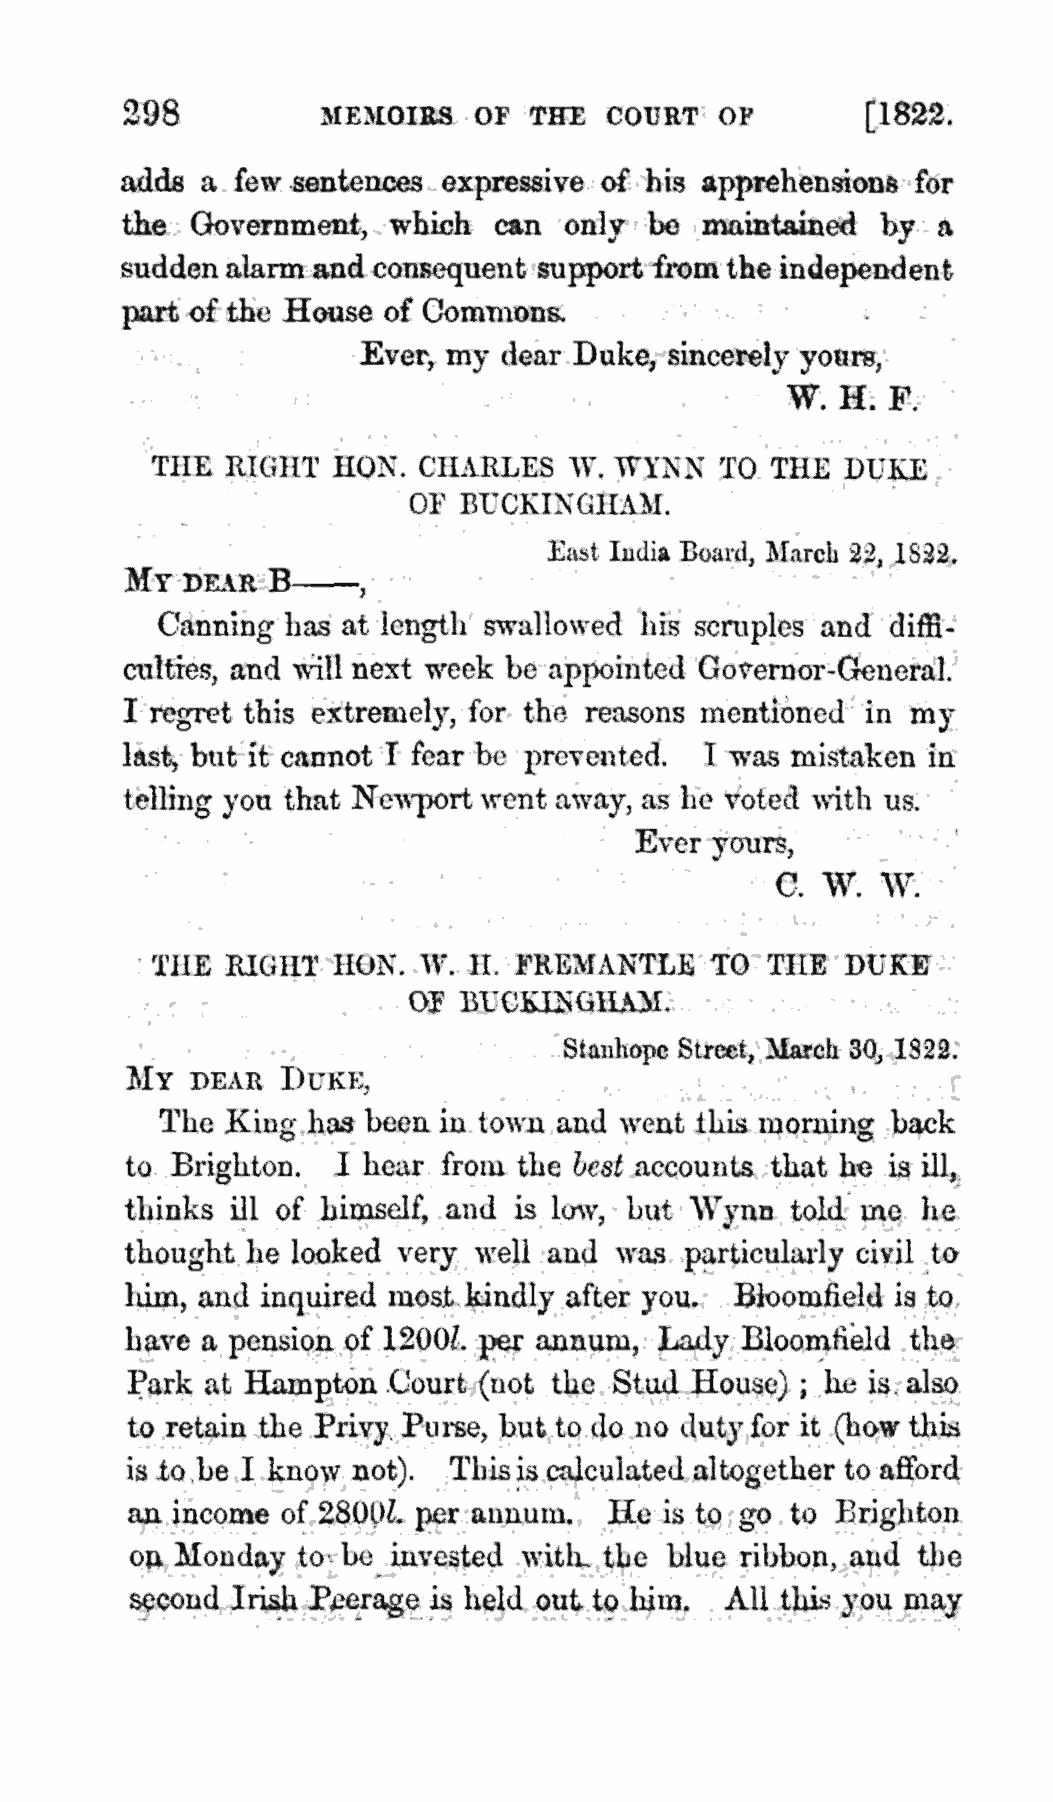 298 MEMOIRS OF THE COURT OF [1822.
adds a few sentences expressive of his apprehensions for
the Government, which can only be maintained by a
sudden alarm and consequent support from the independent
part of the House of Commons.
Ever, my dear Duke, sincerely yours,
W. H. F.
THE RIGHT HON. CHARLES W. WYNN TO THE DUKE
OF BUCKINGHAM.
East India Board, March 22, 1822.
MY DEAR B——,
Canning has at length swallowed his scruples and diffi-
culties, and will next week be appointed Governor-General.
I regret this extremely, for the reasons mentioned in my
last, but it cannot I fear be prevented. I was mistaken in
telling you that Newport went away, as he voted with us.
Ever yours,
C. W. W.
THE RIGHT HON. W. H. FREMANTLE TO THE DUKE
OF BUCKINGHAM.
Stanhope Street, March 30, 1822.
MY DEAR DUKE,
The King has been in town and went this morning back
to Brighton. I hear from the best accounts that he is ill,
thinks ill of himself, and is low, but Wynn told me he
thought he looked very well and was particularly civil to
him, and inquired most kindly after you. Bloomfield is to
have a pension of 1200l. per annum, Lady Bloomfield the
Park at Hampton Court (not the Stud House); he is also
to retain the Privy Purse, but to do no duty for it (how this
is to be I know not). This is calculated altogether to afford
an income of 2800l. per annum. He is to go to Brighton
on Monday to be invested with the blue ribbon, and the
second Irish Peerage is held out to him. All this you may